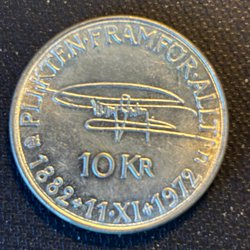 PLIKTEN·FRAMFÖR·ALLT
10 KR
1882·11·XI·1972